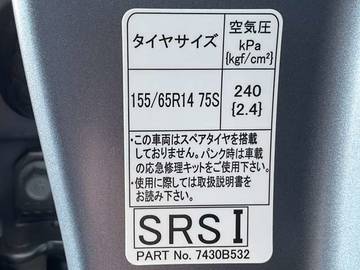 タイヤサイズ
空気圧
kPa
{kgf/cm²}
155/65R14 75S
240
{2.4}
・この車両はスペアタイヤを搭載
しておりません。パンク時は車載
の応急修理キットをご使用下さい。
・使用に際しては取扱説明書を
お読み下さい。
SRS I
PART No. 7430B532